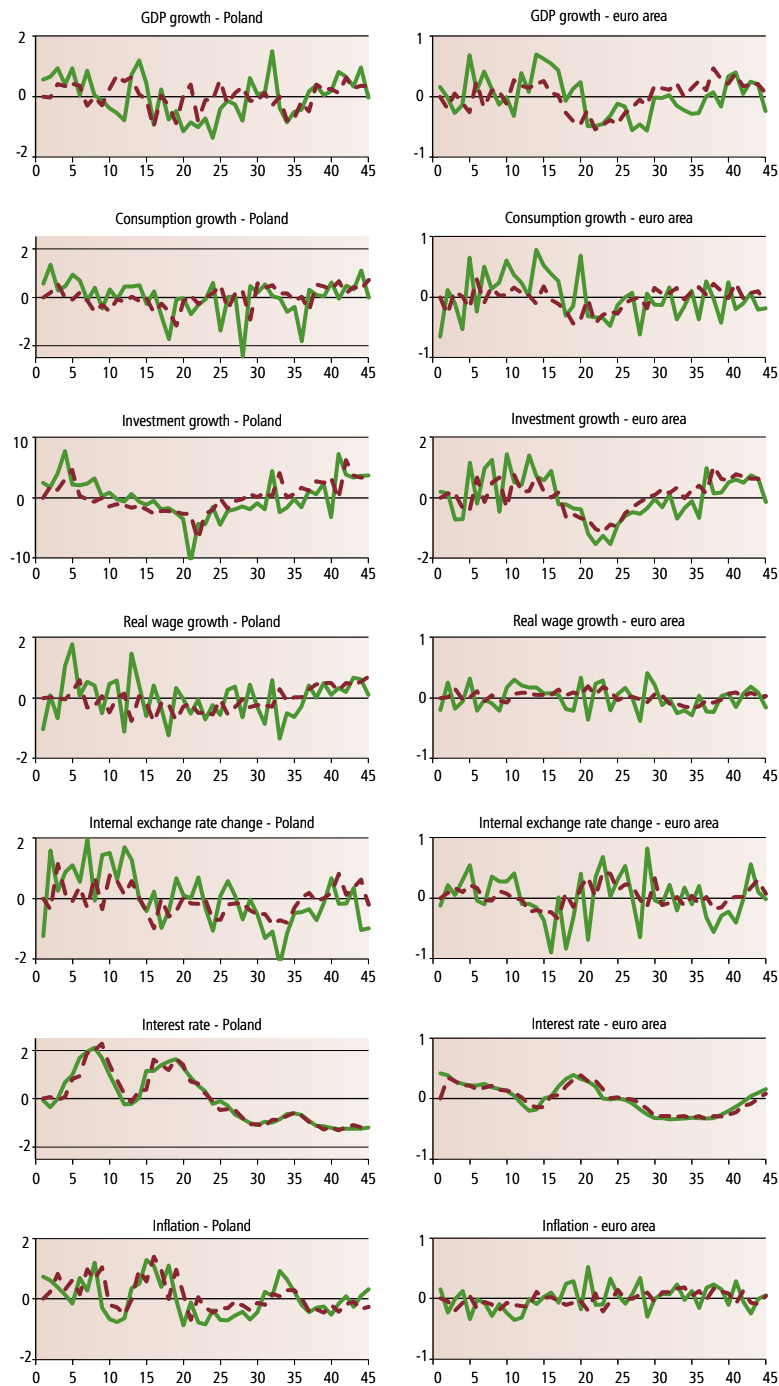 GDP growth - Poland
2
0
-2
0 5 10 15 20 25 30 35 40 45
GDP growth - euro area
1
0
-1
0 5 10 15 20 25 30 35 40 45
Consumption growth - Poland
2
0
-2
0 5 10 15 20 25 30 35 40 45
Consumption growth - euro area
1
0
-1
0 5 10 15 20 25 30 35 40 45
Investment growth - Poland
10
0
-10
0 5 10 15 20 25 30 35 40 45
Investment growth - euro area
2
0
-2
0 5 10 15 20 25 30 35 40 45
Real wage growth - Poland
2
0
-2
0 5 10 15 20 25 30 35 40 45
Real wage growth - euro area
1
0
-1
0 5 10 15 20 25 30 35 40 45
Internal exchange rate change - Poland
2
0
-2
0 5 10 15 20 25 30 35 40 45
Internal exchange rate change - euro area
1
0
-1
0 5 10 15 20 25 30 35 40 45
Interest rate - Poland
2
0
-2
0 5 10 15 20 25 30 35 40 45
Interest rate - euro area
1
0
-1
0 5 10 15 20 25 30 35 40 45
Inflation - Poland
2
0
-2
0 5 10 15 20 25 30 35 40 45
Inflation - euro area
1
0
-1
0 5 10 15 20 25 30 35 40 45